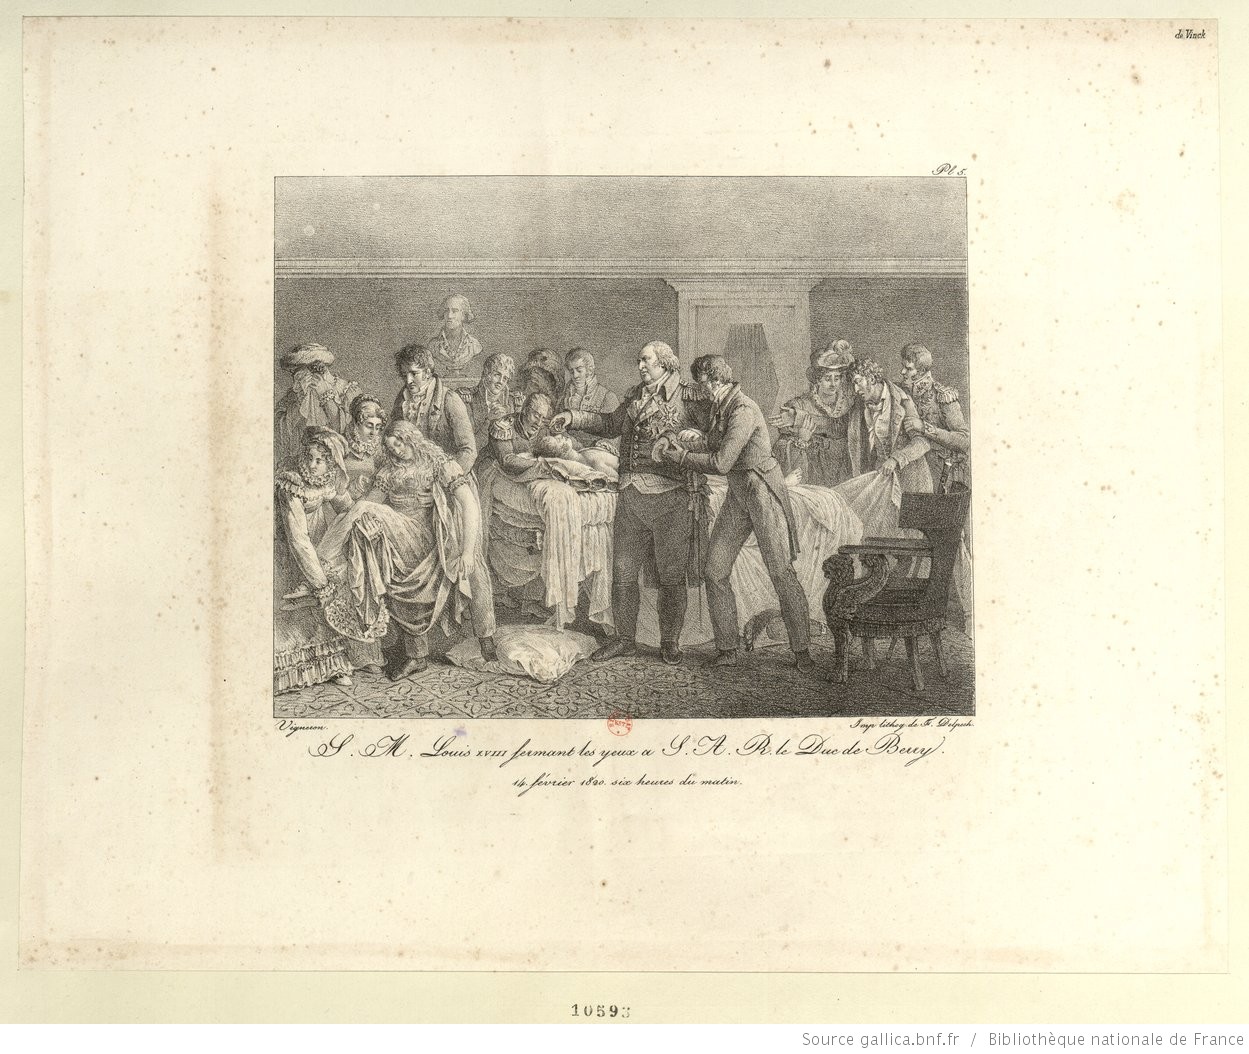 de Vinck
Pl 5.
Vigneron.
Imp lithog. de F. Delpech.
S. M. Louis XVIII fermant les yeux a S. A. R. le Duc de Berry.
14. février 1820. six heures du matin.
10593
Source gallica.bnf.fr / Bibliothèque nationale de France